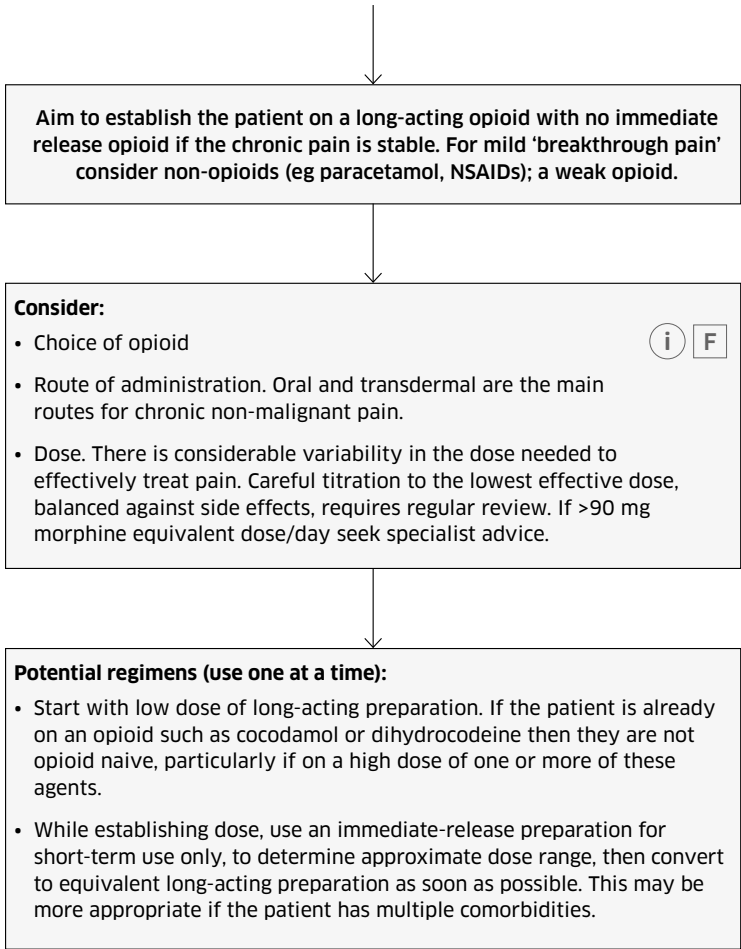 Aim to establish the patient on a long-acting opioid with no immediate
release opioid if the chronic pain is stable. For mild ‘breakthrough pain’
consider non-opioids (eg paracetamol, NSAIDs); a weak opioid.
Consider:
• Choice of opioid
i F
• Route of administration. Oral and transdermal are the main
routes for chronic non-malignant pain.
• Dose. There is considerable variability in the dose needed to
effectively treat pain. Careful titration to the lowest effective dose,
balanced against side effects, requires regular review. If >90 mg
morphine equivalent dose/day seek specialist advice.
Potential regimens (use one at a time):
• Start with low dose of long-acting preparation. If the patient is already
on an opioid such as cocodamol or dihydrocodeine then they are not
opioid naive, particularly if on a high dose of one or more of these
agents.
• While establishing dose, use an immediate-release preparation for
short-term use only, to determine approximate dose range, then convert
to equivalent long-acting preparation as soon as possible. This may be
more appropriate if the patient has multiple comorbidities.